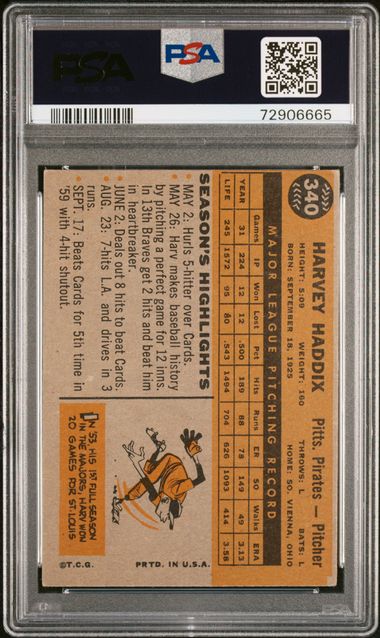 PSA
PSA
72906665
340
HARVEY HADDIX Pitts. Pirates — Pitcher
HEIGHT: 5:09 WEIGHT: 160 THROWS: L BATS: L
BORN: SEPTEMBER 18, 1925 HOME: SO. VIENNA, OHIO
MAJOR LEAGUE PITCHING RECORD
Games IP Won Lost Pct Hits Runs ER SO Walks ERA
YEAR 31 224 12 12 .500 189 88 78 149 49 3.13
LIFE 245 1572 95 80 .543 1494 704 626 1093 414 3.58
SEASON'S HIGHLIGHTS
• MAY 2: Hurls 5-hitter over Cards.
• MAY 26: Harv makes baseball history
by pitching a perfect game for 12 inns.
In 13th Braves get 2 hits and beat him
in heartbreaker.
• JUNE 2: Deals out 8 hits to beat Cards.
• AUG. 23: 7-hits L.A. and drives in 3
runs.
• SEPT. 17: Beats Cards for 5th time in
'59 with 4-hit shutout.
IN '53, HIS 1ST FULL SEASON
IN THE MAJORS, HARV WON
20 GAMES FOR ST. LOUIS
©T.C.G. PRTD. IN U.S.A.